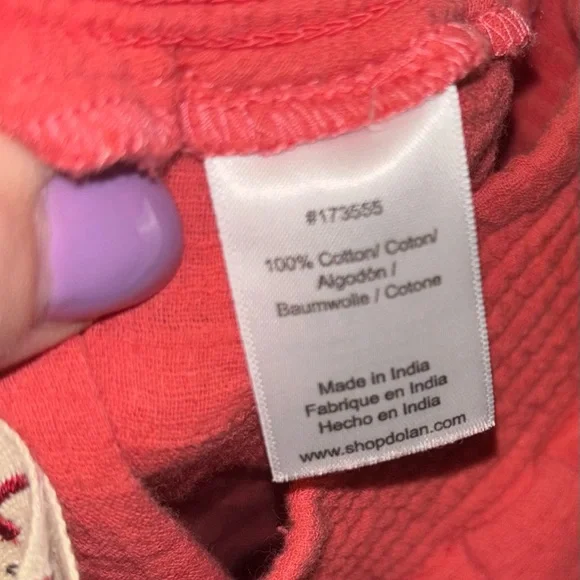 #173555
100% Cotton/ Coton/
Algodón /
Baumwolle / Cotone
Made in India
Fabrique en India
Hecho en India
www.shopdolan.com